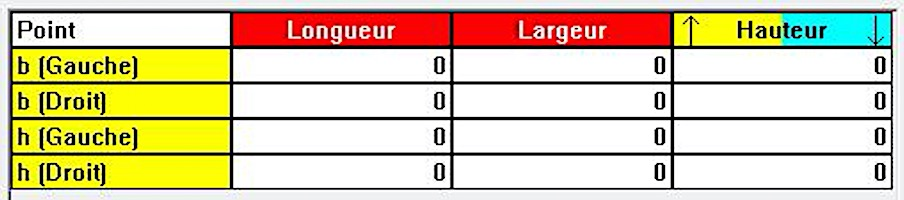 Point Longueur Largeur ↑ Hauteur ↓
b (Gauche) 0 0 0
b (Droit) 0 0 0
h (Gauche) 0 0 0
h (Droit) 0 0 0